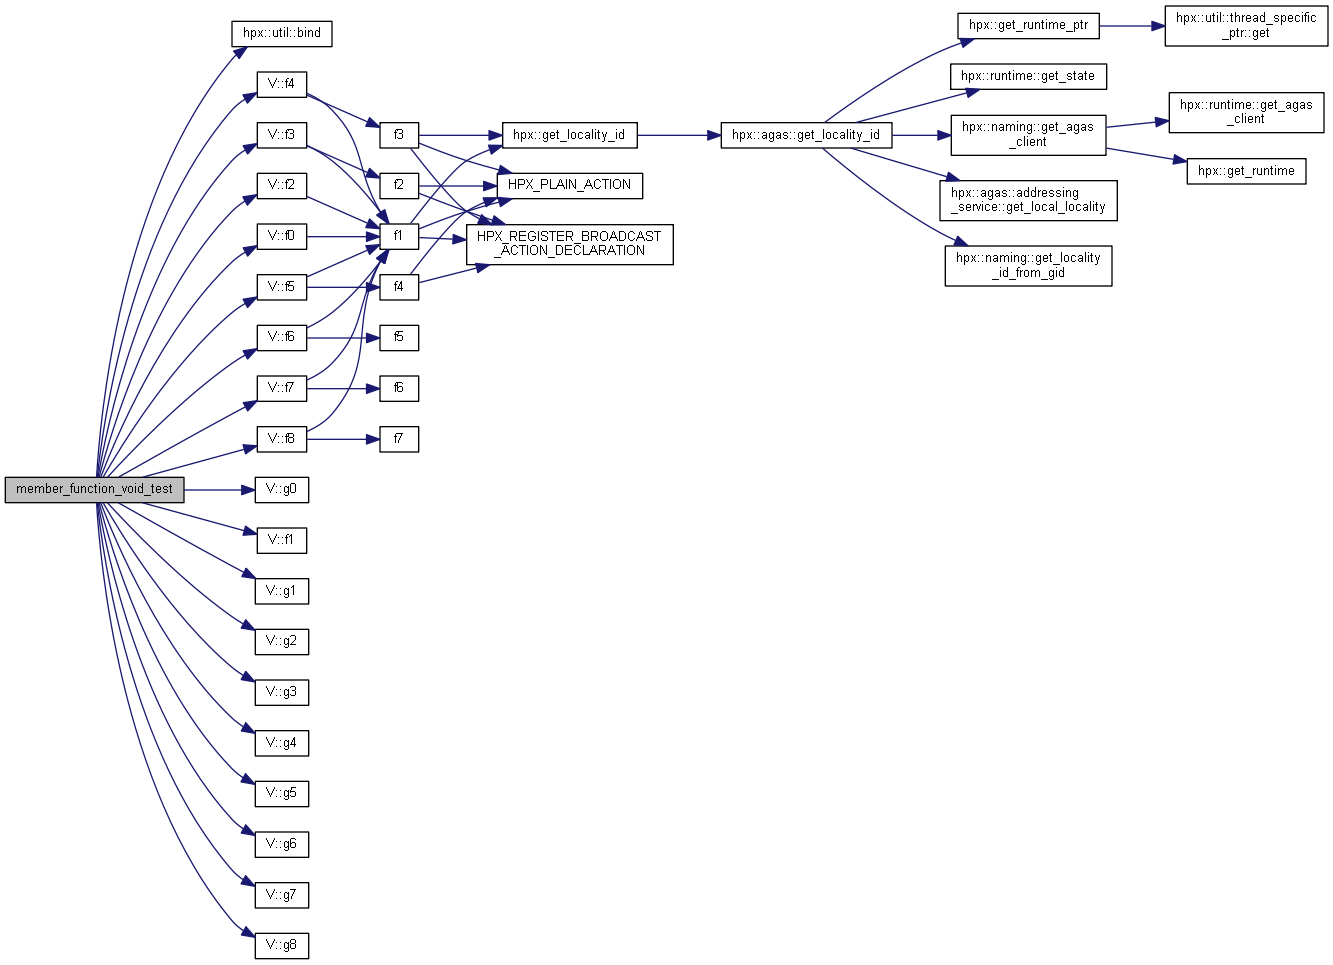 hpx::util::bind
V::f4
V::f3
V::f2
V::f0
V::f5
V::f6
V::f7
V::f8
member_function_void_test
V::g0
V::f1
V::g1
V::g2
V::g3
V::g4
V::g5
V::g6
V::g7
V::g8
f3
f2
f1
f4
f5
f6
f7
hpx::get_locality_id
HPX_PLAIN_ACTION
HPX_REGISTER_BROADCAST
_ACTION_DECLARATION
hpx::agas::get_locality_id
hpx::get_runtime_ptr
hpx::runtime::get_state
hpx::naming::get_agas
_client
hpx::agas::addressing
_service::get_local_locality
hpx::naming::get_locality
_id_from_gid
hpx::util::thread_specific
_ptr::get
hpx::runtime::get_agas
_client
hpx::get_runtime